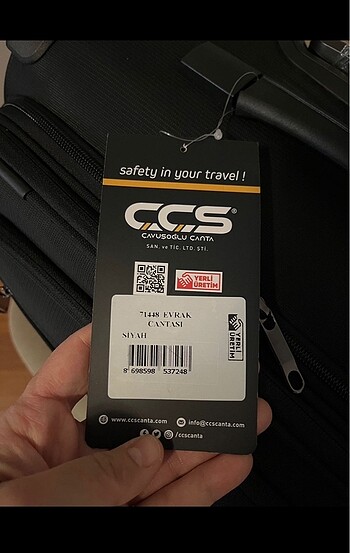 safety in your travel !
CCS®
ÇAVUŞOĞLU ÇANTA
SAN. ve TİC. LTD. ŞTİ.
YERLİ
ÜRETİM
71448 EVRAK
ÇANTASI
SİYAH
YERLİ
ÜRETİM
8 698598 537248
www.ccscanta.com
info@ccscanta.com
/ccscanta